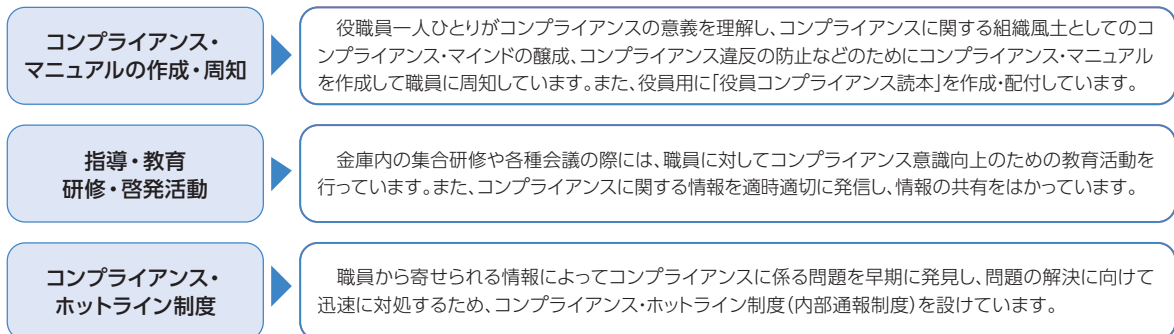 コンプライアンス・
マニュアルの作成・周知
役職員一人ひとりがコンプライアンスの意義を理解し、コンプライアンスに関する組織風土としてのコ
ンプライアンス・マインドの醸成、コンプライアンス違反の防止などのためにコンプライアンス・マニュアル
を作成して職員に周知しています。また、役員用に「役員コンプライアンス読本」を作成・配付しています。
指導・教育
研修・啓発活動
金庫内の集合研修や各種会議の際には、職員に対してコンプライアンス意識向上のための教育活動を
行っています。また、コンプライアンスに関する情報を適時適切に発信し、情報の共有をはかっています。
コンプライアンス・
ホットライン制度
職員から寄せられる情報によってコンプライアンスに係る問題を早期に発見し、問題の解決に向けて
迅速に対処するため、コンプライアンス・ホットライン制度(内部通報制度)を設けています。